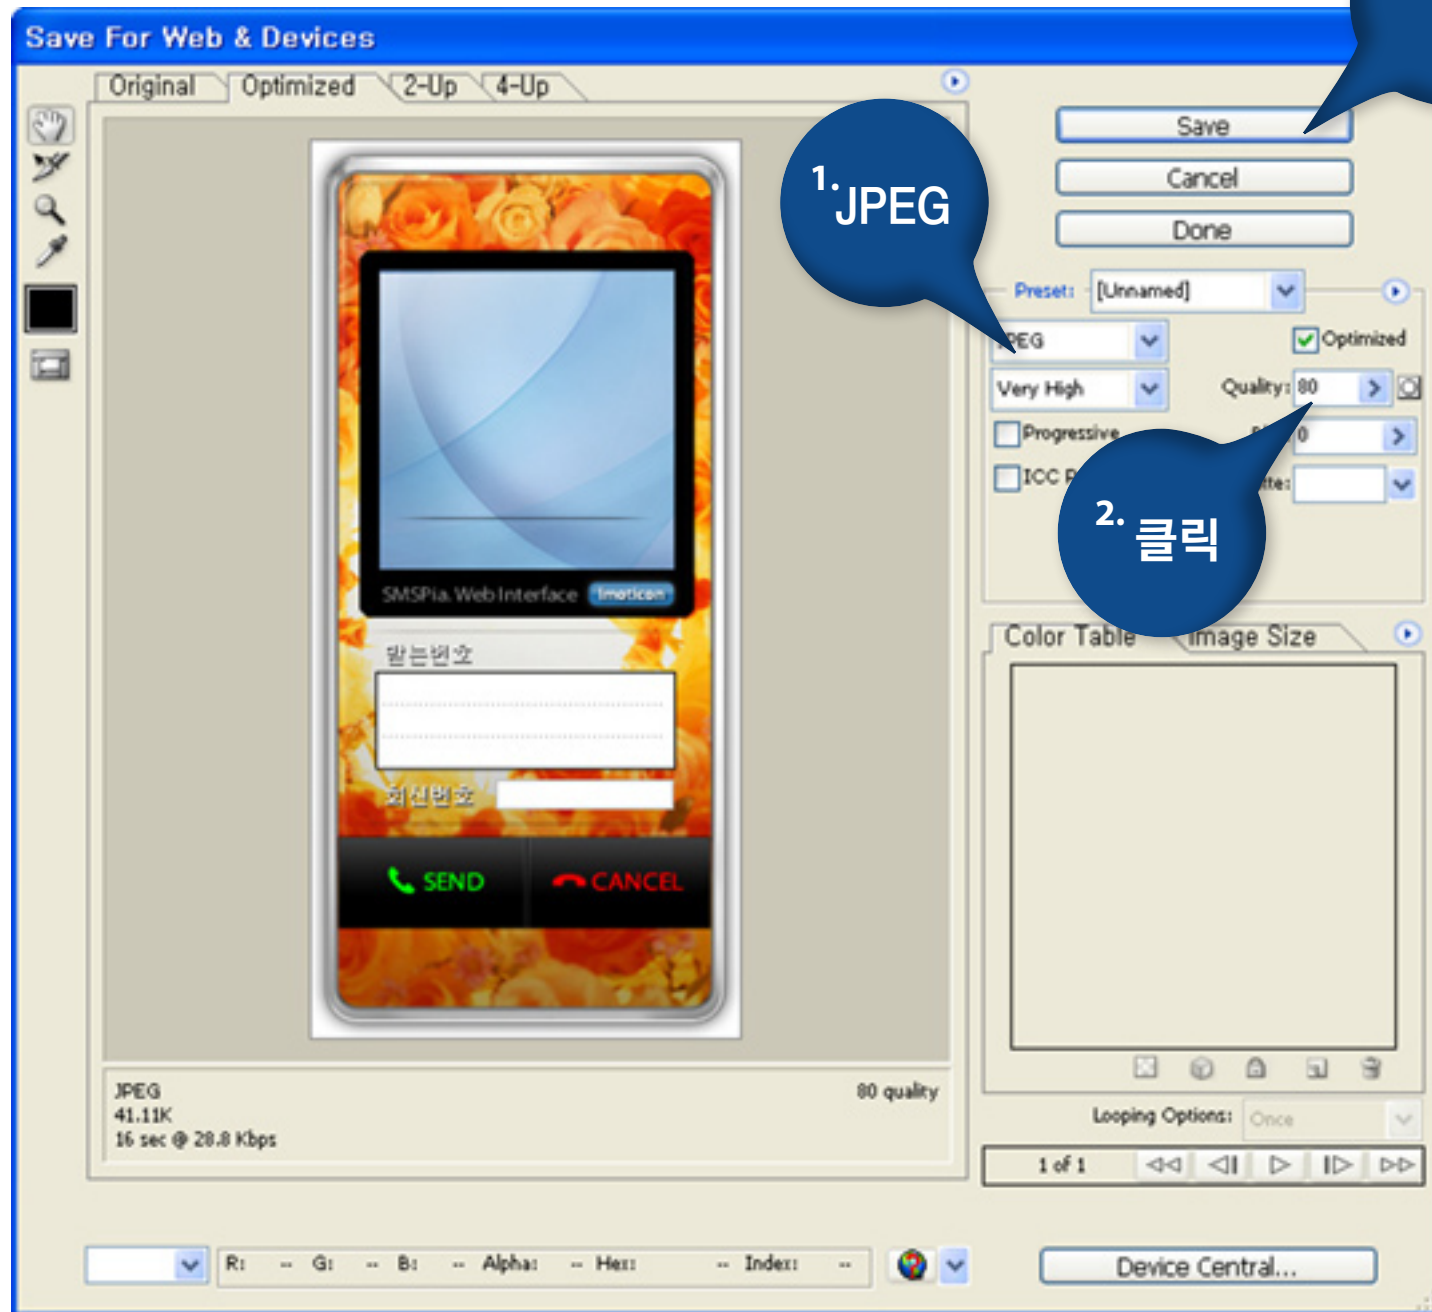 Save For Web & Devices
Original Optimized 2-Up 4-Up
Save
Cancel
Done
1. JPEG
Preset: [Unnamed]
JPEG
Optimized
Very High
Quality: 80
Progressive
0
ICC
2. 클릭
SMSPia. Web Interface Imoticon
받는번호
회신번호
SEND CANCEL
Color Table Image Size
JPEG
80 quality
41.11K
16 sec @ 28.8 Kbps
Looping Options: Once
1 of 1
R: -- G: -- B: -- Alpha: -- Hex: -- Index: --
Device Central...